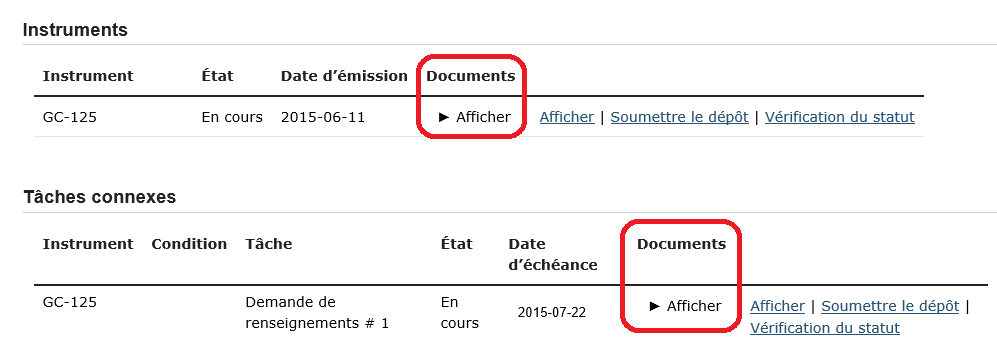 Instruments
Instrument État Date d’émission Documents
GC-125 En cours 2015-06-11 ► Afficher Afficher | Soumettre le dépôt | Vérification du statut
Tâches connexes
Instrument Condition Tâche État Date Documents
d’échéance
GC-125 Demande de En ► Afficher Afficher | Soumettre le dépôt |
renseignements # 1 cours 2015-07-22 Vérification du statut